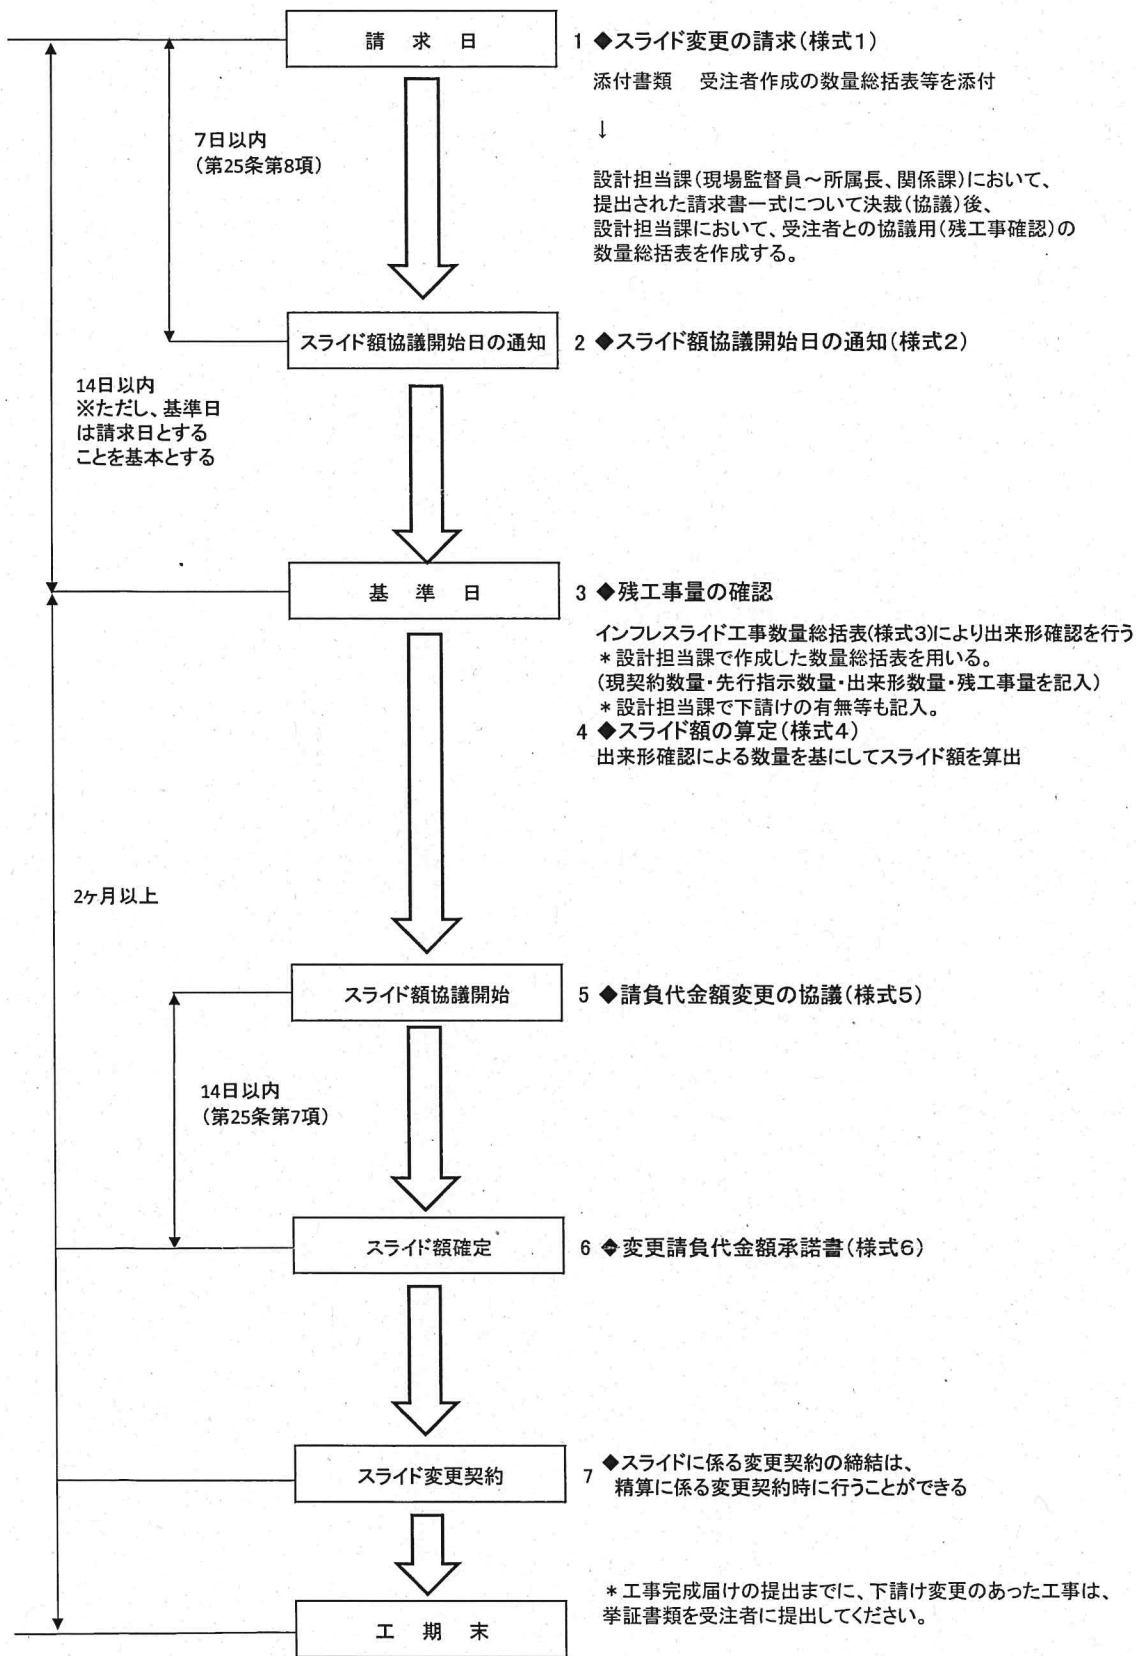 請 求 日
1 ◆スライド変更の請求(様式1)
添付書類 受注者作成の数量総括表等を添付
↓
7日以内
(第25条第8項)
設計担当課(現場監督員~所属長、関係課)において、
提出された請求書一式について決裁(協議)後、
設計担当課において、受注者との協議用(残工事確認)の
数量総括表を作成する。
スライド額協議開始日の通知
2 ◆スライド額協議開始日の通知(様式2)
14日以内
※ただし、基準日
は請求日とする
ことを基本とする
基 準 日
3 ◆残工事量の確認
インフレスライド工事数量総括表(様式3)により出来形確認を行う
*設計担当課で作成した数量総括表を用いる。
(現契約数量・先行指示数量・出来形数量・残工事量を記入)
*設計担当課で下請けの有無等も記入。
4 ◆スライド額の算定(様式4)
出来形確認による数量を基にしてスライド額を算出
2ヶ月以上
スライド額協議開始
5 ◆請負代金額変更の協議(様式5)
14日以内
(第25条第7項)
スライド額確定
6 ◆変更請負代金額承諾書(様式6)
スライド変更契約
7 ◆スライドに係る変更契約の締結は、
精算に係る変更契約時に行うことができる
*工事完成届けの提出までに、下請け変更のあった工事は、
挙証書類を受注者に提出してください。
工 期 末